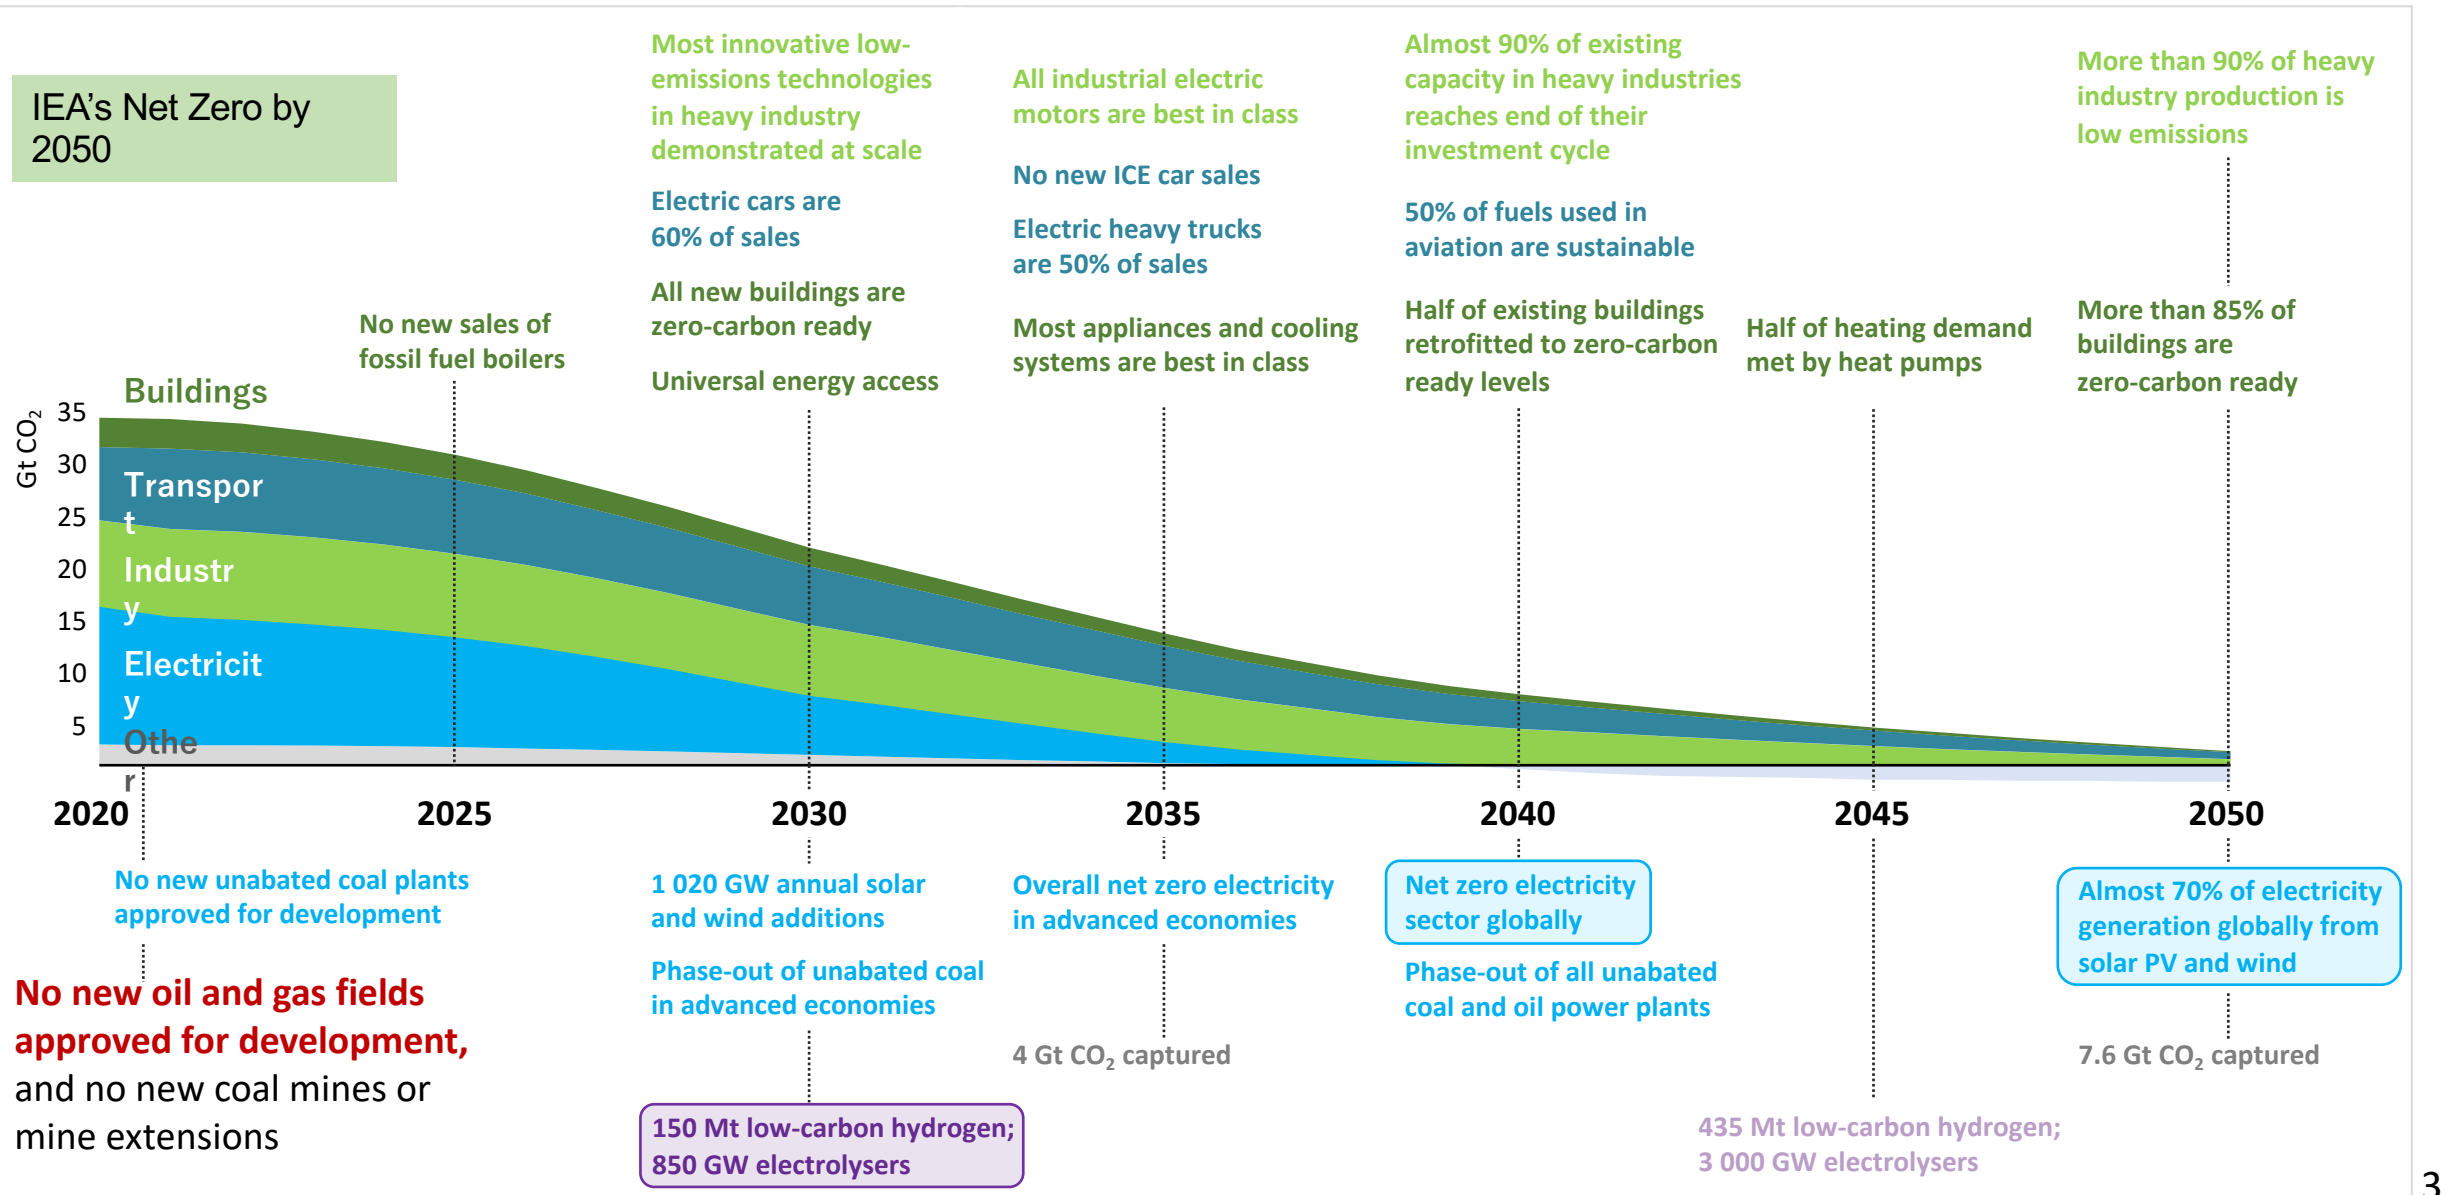 IEA's Net Zero by
2050
Most innovative low-
emissions technologies
in heavy industry
demonstrated at scale
Electric cars are
60% of sales
All new buildings are
zero-carbon ready
Universal energy access
All industrial electric
motors are best in class
No new ICE car sales
Electric heavy trucks
are 50% of sales
Most appliances and cooling
systems are best in class
Almost 90% of existing
capacity in heavy industries
reaches end of their
investment cycle
50% of fuels used in
aviation are sustainable
Half of existing buildings
retrofitted to zero-carbon
ready levels
Half of heating demand
met by heat pumps
More than 90% of heavy
industry production is
low emissions
More than 85% of
buildings are
zero-carbon ready
No new sales of
fossil fuel boilers
Gt CO₂
35
30
25
20
15
10
5
Buildings
Transpor
t
Industr
y
Electricit
y
Othe
r
2020
2025
2030
2035
2040
2045
2050
No new unabated coal plants
approved for development
No new oil and gas fields
approved for development,
and no new coal mines or
mine extensions
1 020 GW annual solar
and wind additions
Phase-out of unabated coal
in advanced economies
150 Mt low-carbon hydrogen;
850 GW electrolysers
Overall net zero electricity
in advanced economies
4 Gt CO₂ captured
Net zero electricity
sector globally
Phase-out of all unabated
coal and oil power plants
435 Mt low-carbon hydrogen;
3 000 GW electrolysers
Almost 70% of electricity
generation globally from
solar PV and wind
7.6 Gt CO₂ captured
3